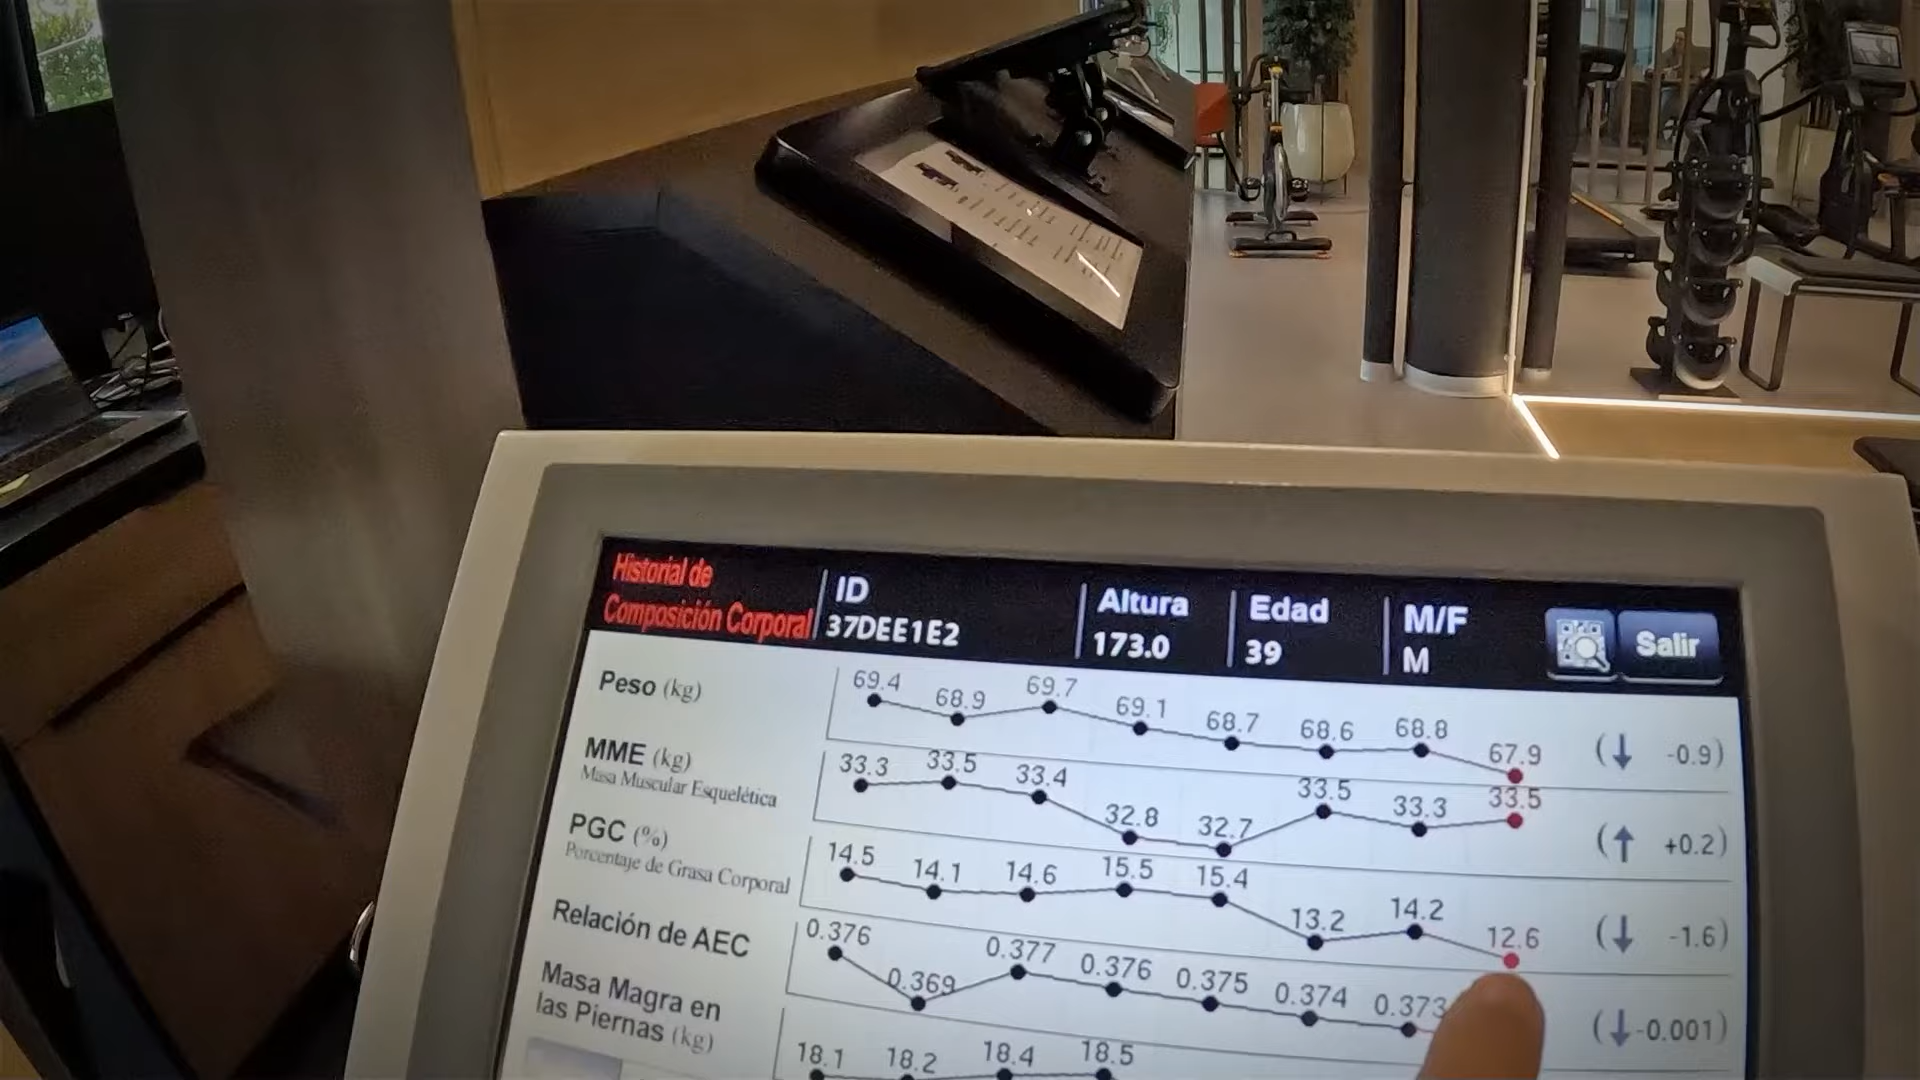 Historial de
Composición Corporal
ID
37DEE1E2
Altura
173.0
Edad
39
M/F
M
Salir
Peso (kg)
69.4 68.9 69.7 69.1 68.7 68.6 68.8 67.9 (↓ -0.9)
MME (kg)
Masa Muscular Esquelética
33.3 33.5 33.4 32.8 32.7 33.5 33.3 33.5 (↑ +0.2)
PGC (%)
Porcentaje de Grasa Corporal
14.5 14.1 14.6 15.5 15.4 13.2 14.2 12.6 (↓ -1.6)
Relación de AEC
0.376 0.369 0.377 0.376 0.375 0.374 0.373 (↓-0.001)
Masa Magra en
las Piernas (kg)
18.1 18.2 18.4 18.5